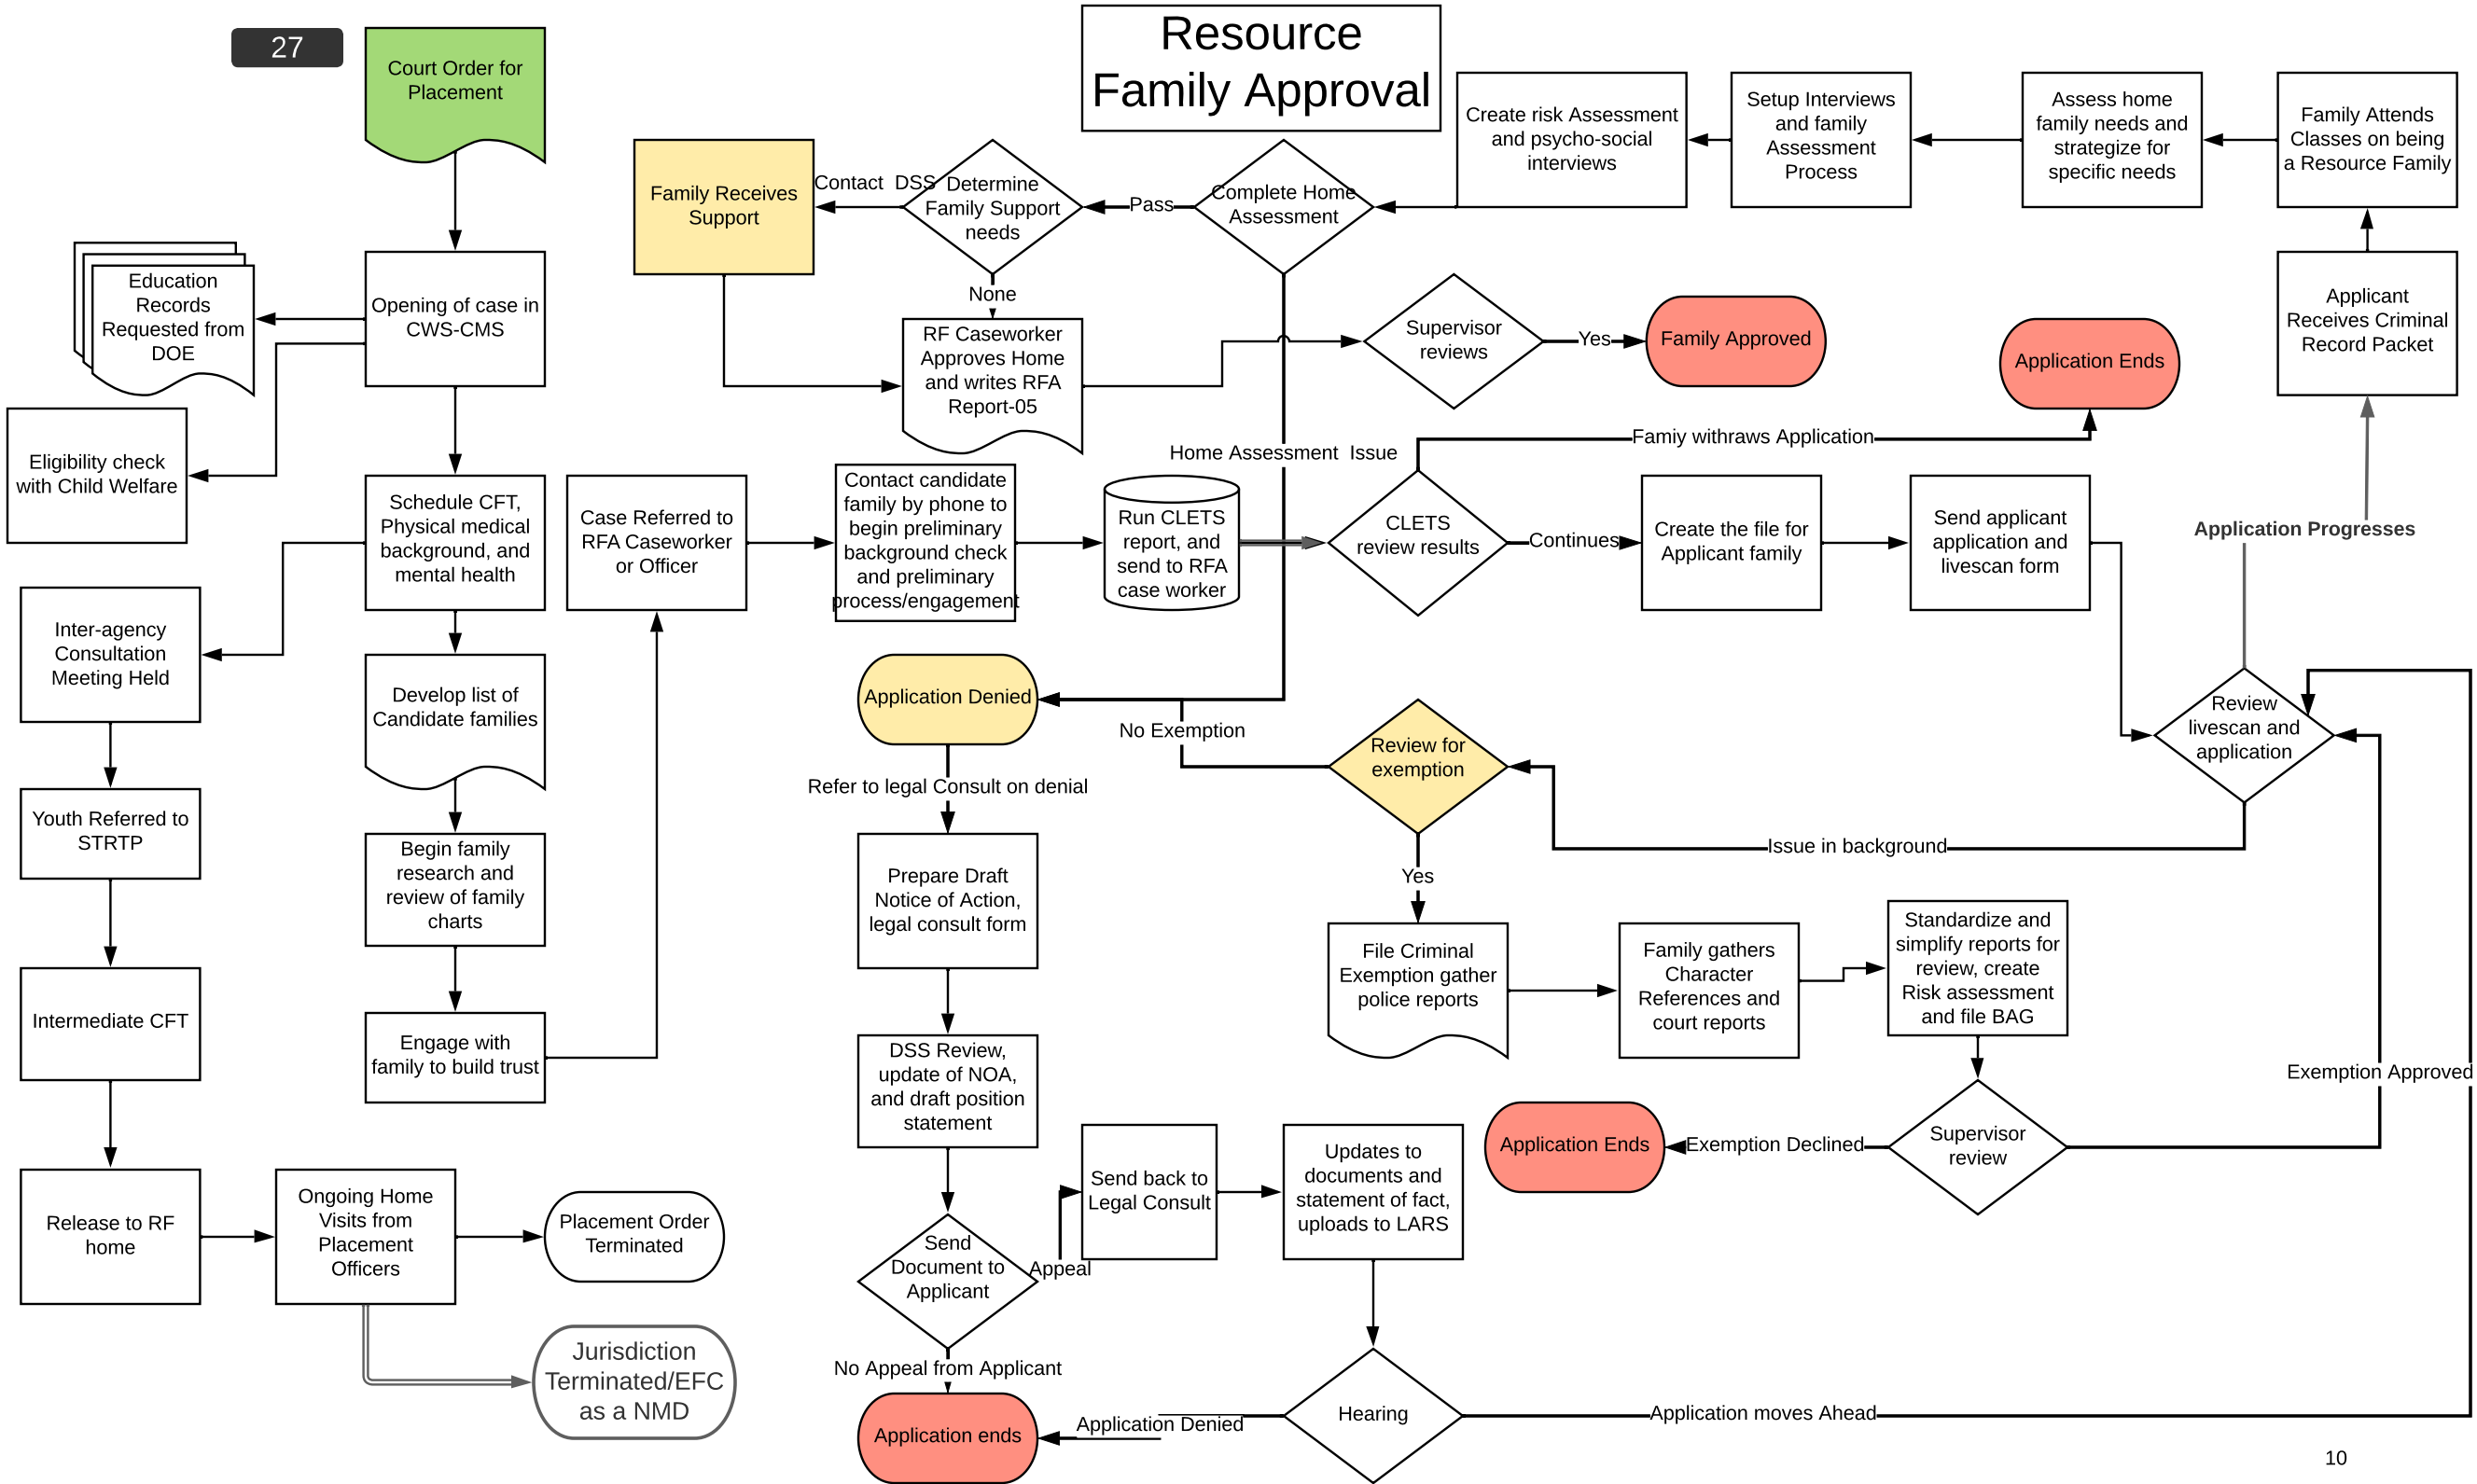 27
Resource
Family Approval
Court Order for
Placement
Education
Records
Requested from
DOE
Opening of case in
CWS-CMS
Eligibility check
with Child Welfare
Schedule CFT,
Physical medical
background, and
mental health
Inter-agency
Consultation
Meeting Held
Develop list of
Candidate families
Youth Referred to
STRTP
Begin family
research and
review of family
charts
Intermediate CFT
Engage with
family to build trust
Release to RF
home
Ongoing Home
Visits from
Placement
Officers
Placement Order
Terminated
Jurisdiction
Terminated/EFC
as a NMD
Case Referred to
RFA Caseworker
or Officer
Contact candidate
family by phone to
begin preliminary
background check
and preliminary
process/engagement
Run CLETS
report, and
send to RFA
case worker
CLETS
review results
Famiy withraws Application
Application Ends
Continues
Create the file for
Applicant family
Send applicant
application and
livescan form
Review
livescan and
application
Application Progresses
Applicant
Receives Criminal
Record Packet
Family Attends
Classes on being
a Resource Family
Assess home
family needs and
strategize for
specific needs
Setup Interviews
and family
Assessment
Process
Create risk Assessment
and psycho-social
interviews
Complete Home
Assessment
Pass
Determine
Family Support
needs
Contact  DSS
Family Receives
Support
None
RF Caseworker
Approves Home
and writes RFA
Report-05
Supervisor
reviews
Yes
Family Approved
Home Assessment  Issue
Application Denied
No Exemption
Review for
exemption
Issue in background
Refer to legal Consult on denial
Prepare Draft
Notice of Action,
legal consult form
Yes
File Criminal
Exemption gather
police reports
Family gathers
Character
References and
court reports
Standardize and
simplify reports for
review, create
Risk assessment
and file BAG
Supervisor
review
Exemption Approved
Exemption Declined
Application Ends
DSS Review,
update of NOA,
and draft position
statement
Send
Document to
Applicant
Appeal
Send back to
Legal Consult
Updates to
documents and
statement of fact,
uploads to LARS
No Appeal from Applicant
Application ends
Application Denied
Hearing
Application moves Ahead
10